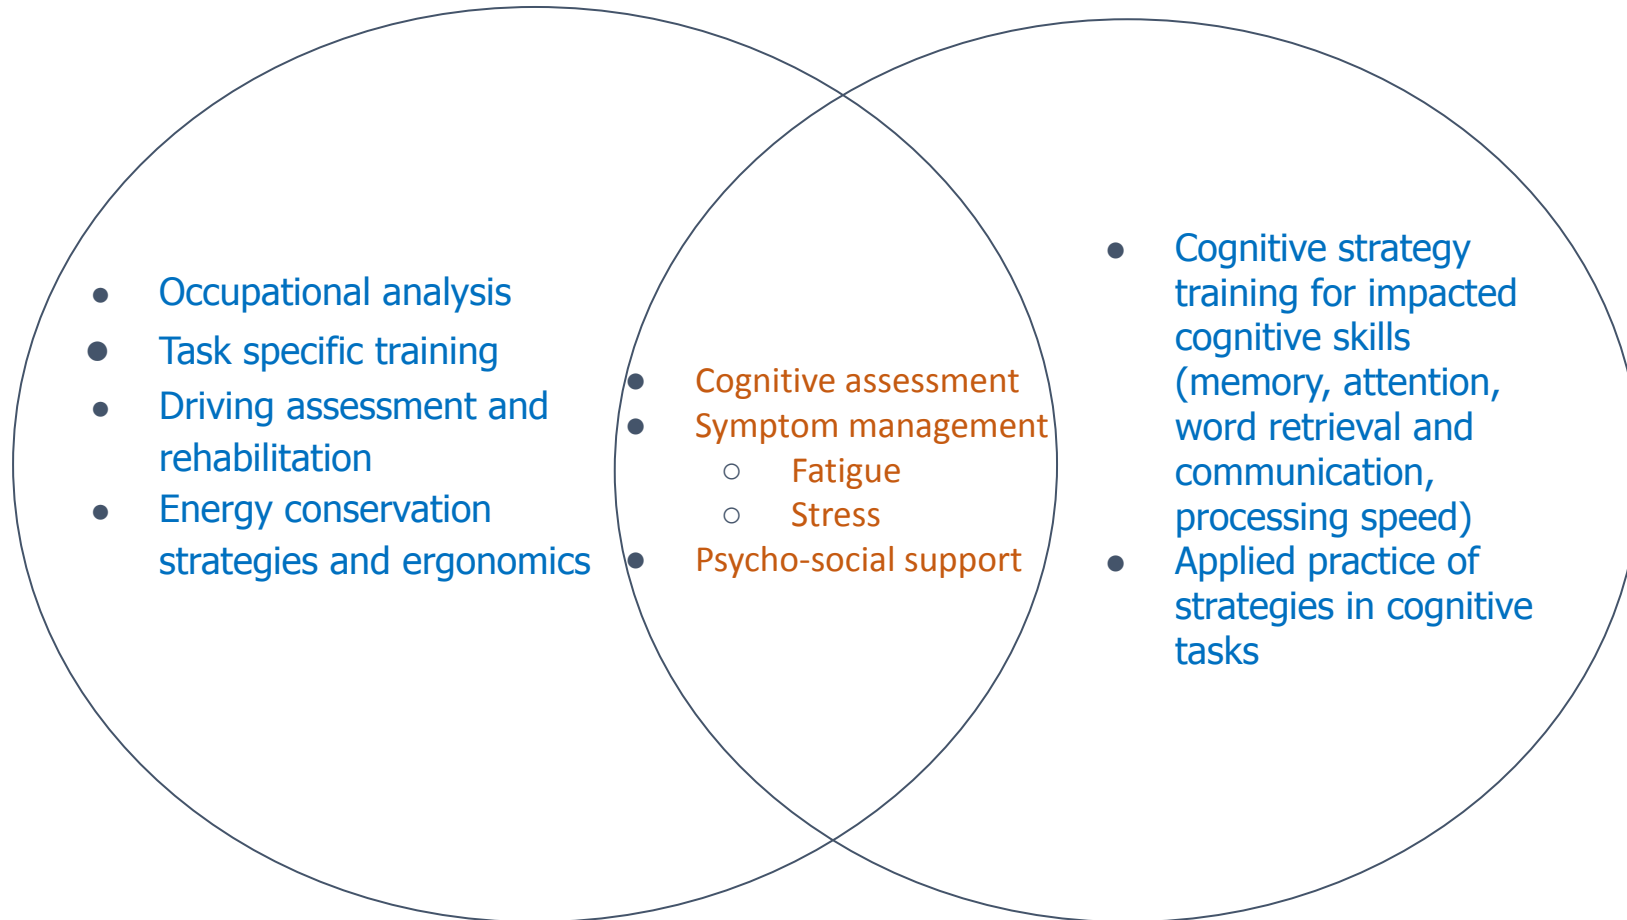 ● Occupational analysis
● Task specific training
● Driving assessment and
rehabilitation
● Energy conservation
strategies and ergonomics
● Cognitive assessment
● Symptom management
○ Fatigue
○ Stress
● Psycho-social support
● Cognitive strategy
training for impacted
cognitive skills
(memory, attention,
word retrieval and
communication,
processing speed)
● Applied practice of
strategies in cognitive
tasks